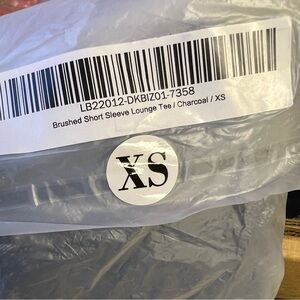 LB22012-DKBIZ01-7358
Brushed Short Sleeve Lounge Tee / Charcoal / XS
XS